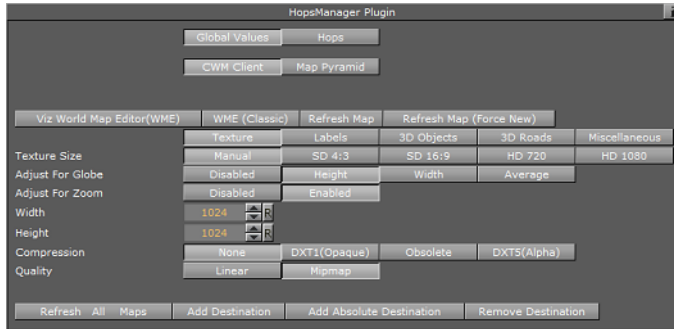 HopsManager Plugin
Global Values Hops
CWM Client Map Pyramid
Viz World Map Editor(WME) WME (Classic) Refresh Map Refresh Map (Force New)
Texture Labels 3D Objects 3D Roads Miscellaneous
Texture Size Manual SD 4:3 SD 16:9 HD 720 HD 1080
Adjust For Globe Disabled Height Width Average
Adjust For Zoom Disabled Enabled
Width 1024 R
Height 1024 R
Compression None DXT1(Opaque) Obsolete DXT5(Alpha)
Quality Linear Mipmap
Refresh All Maps Add Destination Add Absolute Destination Remove Destination